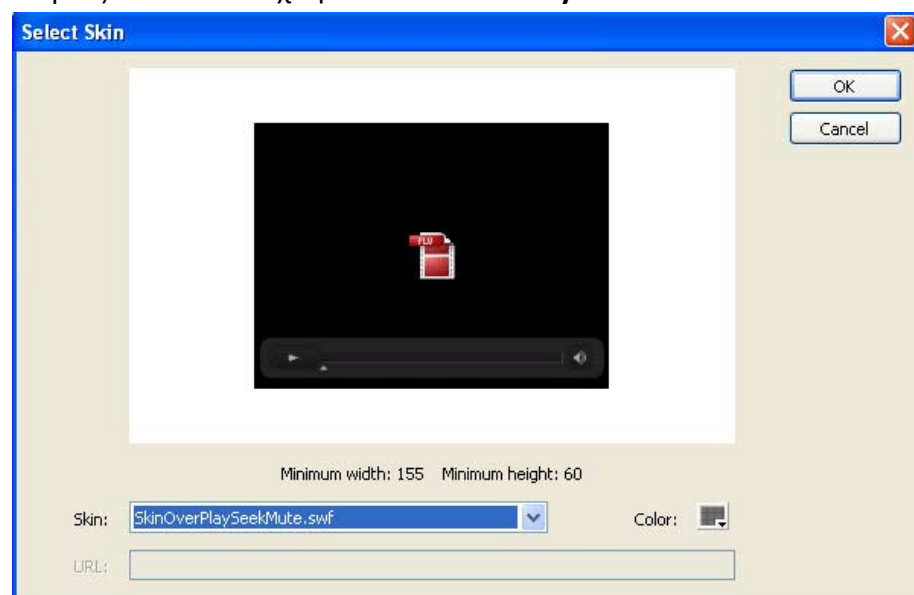 Select Skin
OK
Cancel
FLV
Minimum width: 155 Minimum height: 60
Skin: SkinOverPlaySeekMute.swf Color:
URL: